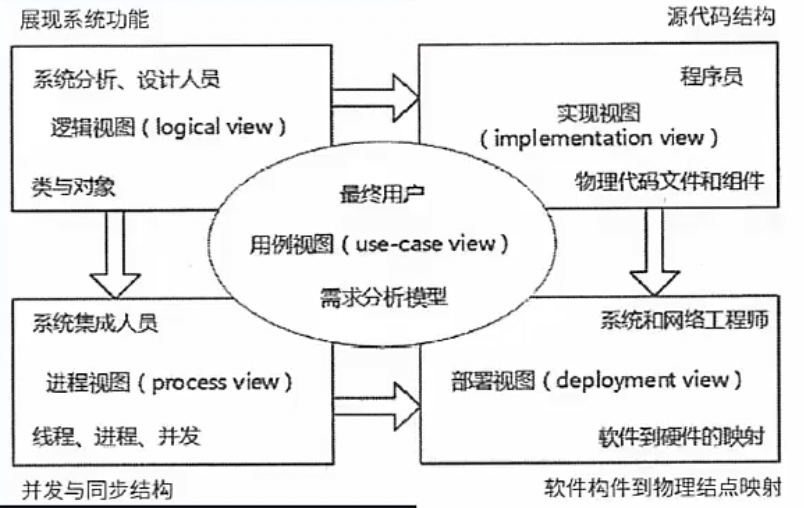 展现系统功能
源代码结构
系统分析、设计人员
逻辑视图（logical view）
类与对象
程序员
实现视图
（implementation view）
物理代码文件和组件
最终用户
用例视图（use-case view）
需求分析模型
系统集成人员
进程视图（process view）
线程、进程、并发
系统和网络工程师
部署视图（deployment view）
软件到硬件的映射
并发与同步结构
软件构件到物理结点映射